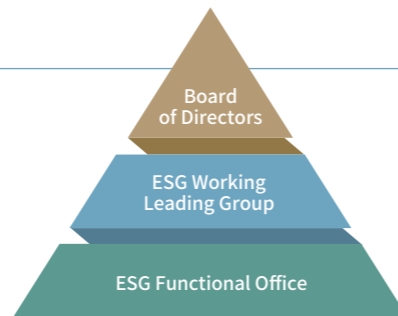 Board
of Directors
ESG Working
Leading Group
ESG Functional Office